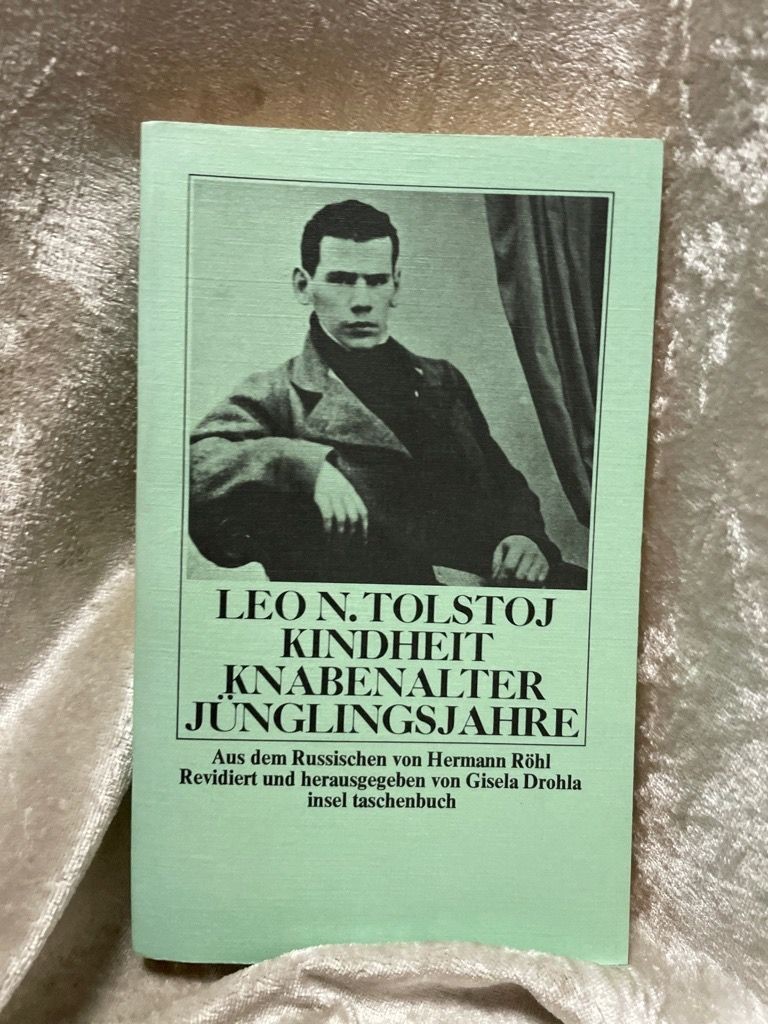 LEO N. TOLSTOJ
KINDHEIT
KNABENALTER
JÜNGLINGSJAHRE
Aus dem Russischen von Hermann Röhl
Revidiert und herausgegeben von Gisela Drohla
insel taschenbuch